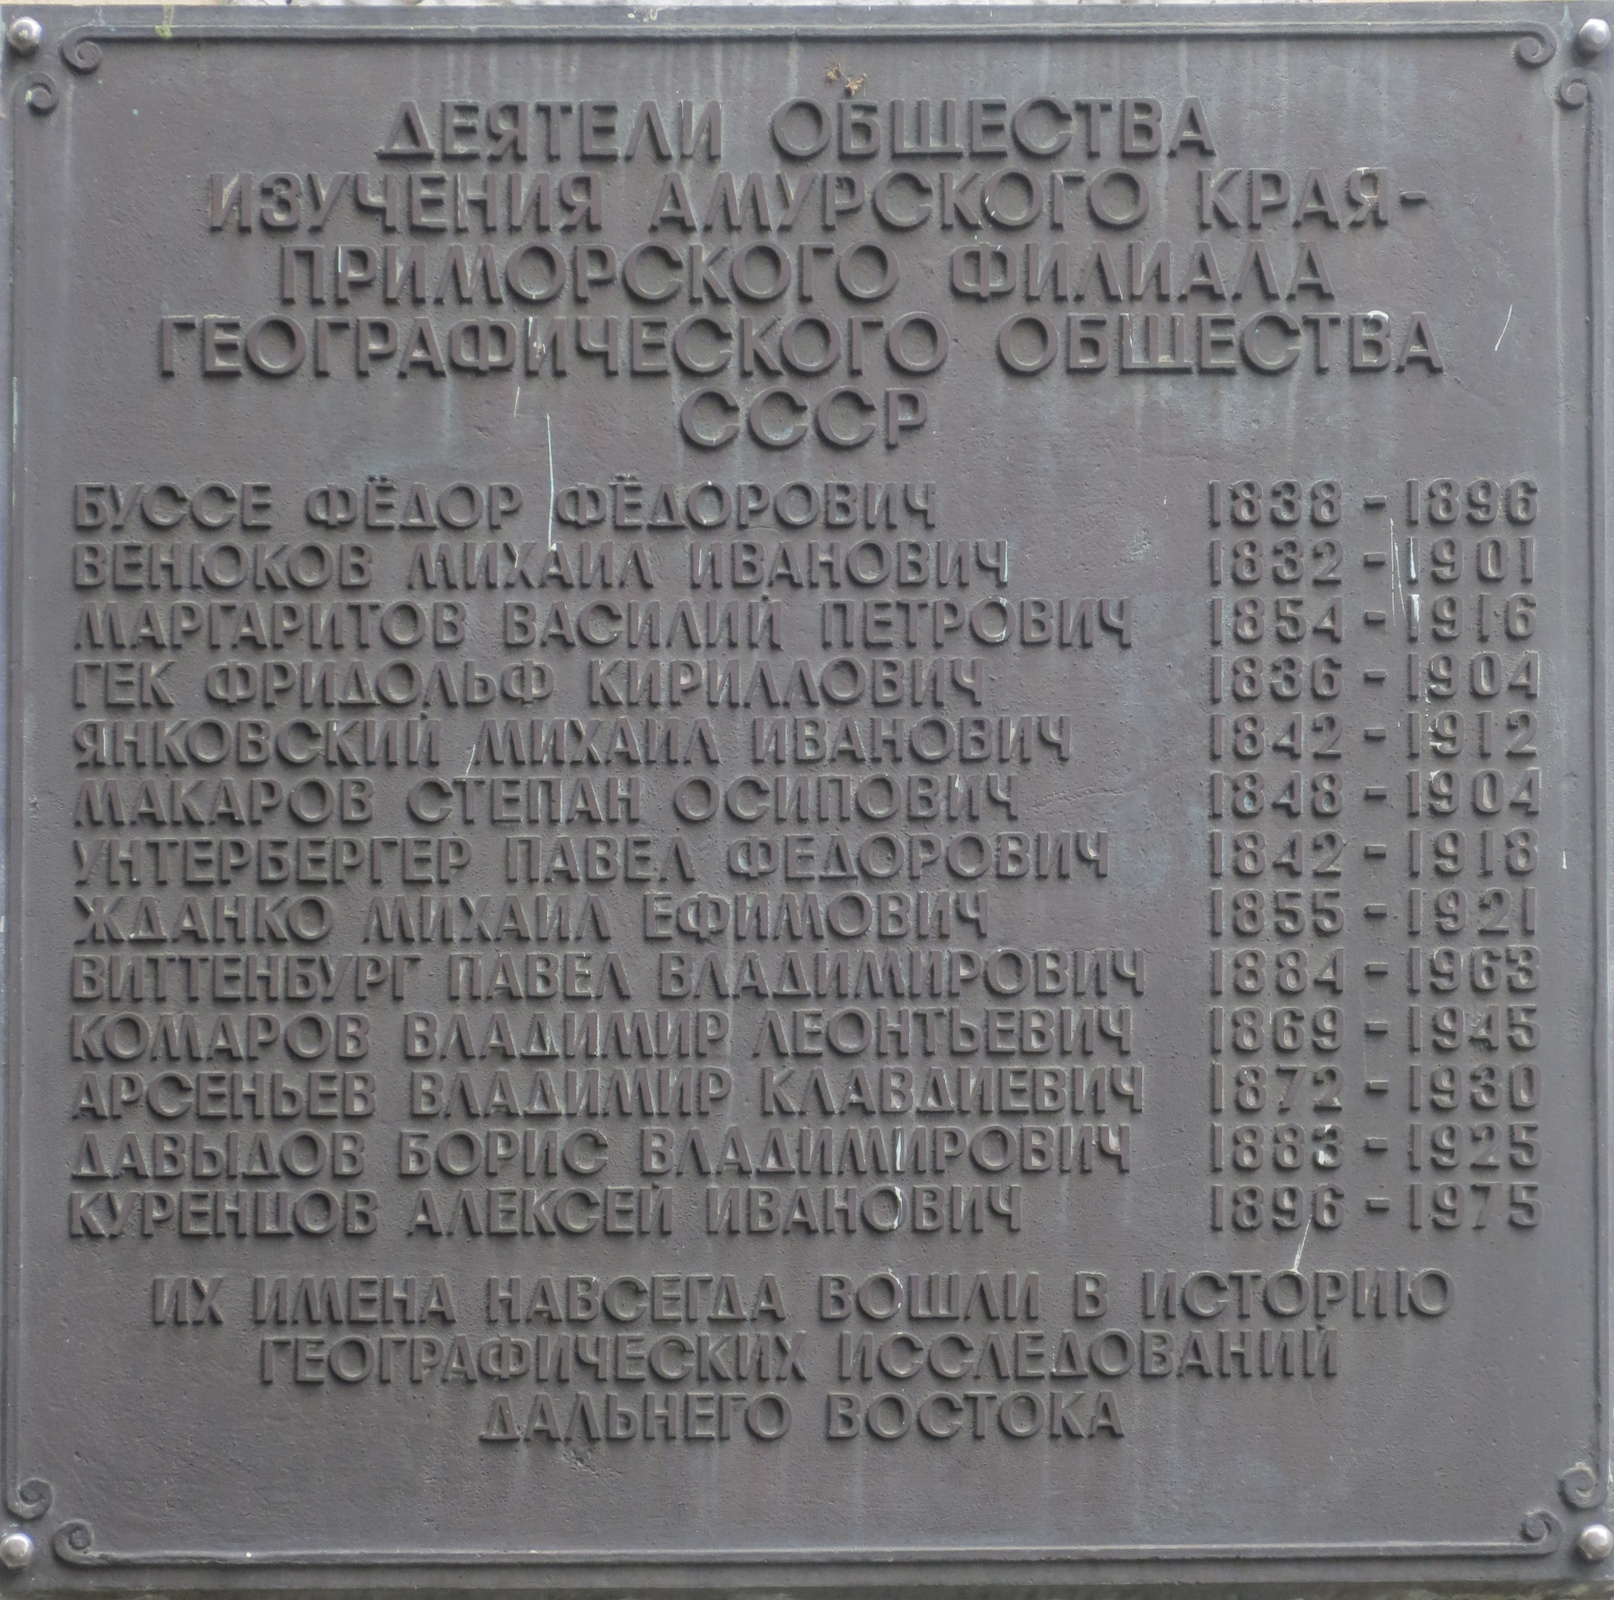 ДЕЯТЕЛИ ОБЩЕСТВА
ИЗУЧЕНИЯ АМУРСКОГО КРАЯ-
ПРИМОРСКОГО ФИЛИАЛА
ГЕОГРАФИЧЕСКОГО ОБЩЕСТВА
СССР
БУССЕ ФЁДОР ФЁДОРОВИЧ 1838 - 1896
ВЕНЮКОВ МИХАИЛ ИВАНОВИЧ 1832 - 1901
МАРГАРИТОВ ВАСИЛИЙ ПЕТРОВИЧ 1854 - 1916
ГЕК ФРИДОЛЬФ КИРИЛЛОВИЧ 1836 - 1904
ЯНКОВСКИЙ МИХАИЛ ИВАНОВИЧ 1842 - 1912
МАКАРОВ СТЕПАН ОСИПОВИЧ 1848 - 1904
УНТЕРБЕРГЕР ПАВЕЛ ФЕДОРОВИЧ 1842 - 1918
ЖДАНКО МИХАИЛ ЕФИМОВИЧ 1855 - 1921
ВИТТЕНБУРГ ПАВЕЛ ВЛАДИМИРОВИЧ 1884 - 1963
КОМАРОВ ВЛАДИМИР ЛЕОНТЬЕВИЧ 1869 - 1945
АРСЕНЬЕВ ВЛАДИМИР КЛАВДИЕВИЧ 1872 - 1930
ДАВЫДОВ БОРИС ВЛАДИМИРОВИЧ 1883 - 1925
КУРЕНЦОВ АЛЕКСЕЙ ИВАНОВИЧ 1896 - 1975
ИХ ИМЕНА НАВСЕГДА ВОШЛИ В ИСТОРИЮ
ГЕОГРАФИЧЕСКИХ ИССЛЕДОВАНИЙ
ДАЛЬНЕГО ВОСТОКА